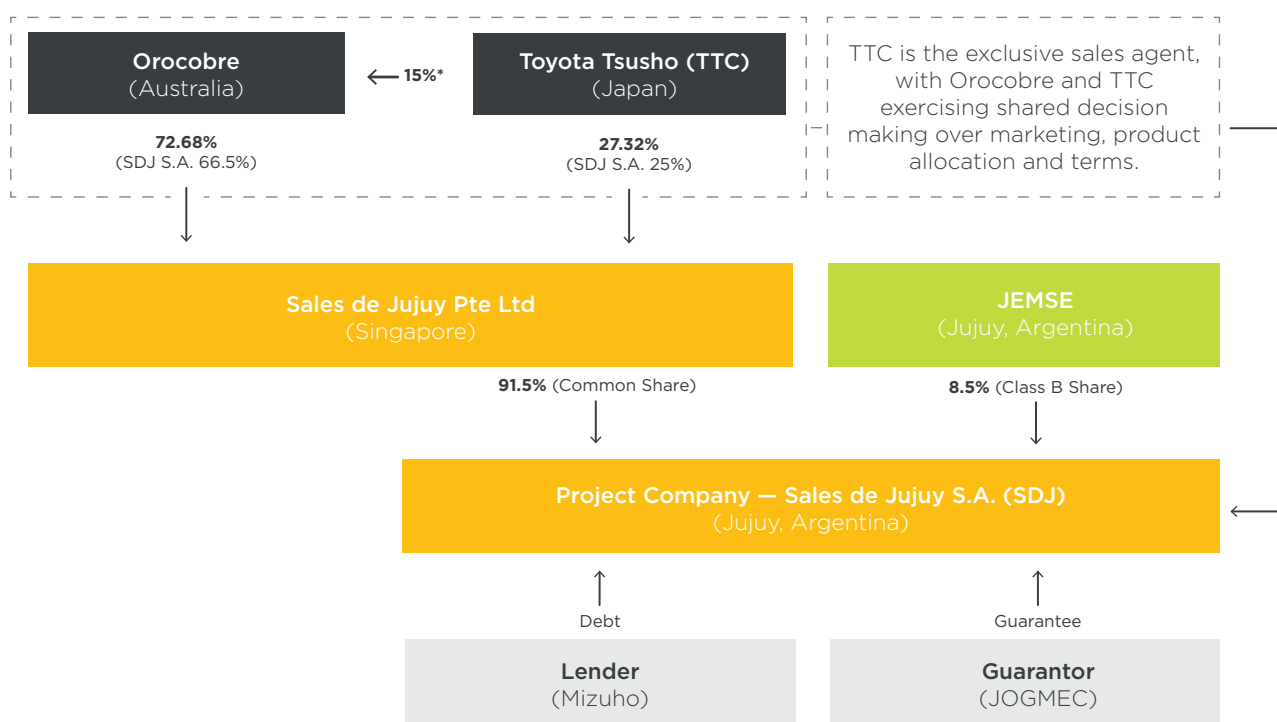 Orocobre
(Australia)
15%*
Toyota Tsusho (TTC)
(Japan)
TTC is the exclusive sales agent,
with Orocobre and TTC
exercising shared decision
making over marketing, product
allocation and terms.
72.68%
(SDJ S.A. 66.5%)
27.32%
(SDJ S.A. 25%)
Sales de Jujuy Pte Ltd
(Singapore)
JEMSE
(Jujuy, Argentina)
91.5% (Common Share)
8.5% (Class B Share)
Project Company — Sales de Jujuy S.A. (SDJ)
(Jujuy, Argentina)
Debt
Guarantee
Lender
(Mizuho)
Guarantor
(JOGMEC)